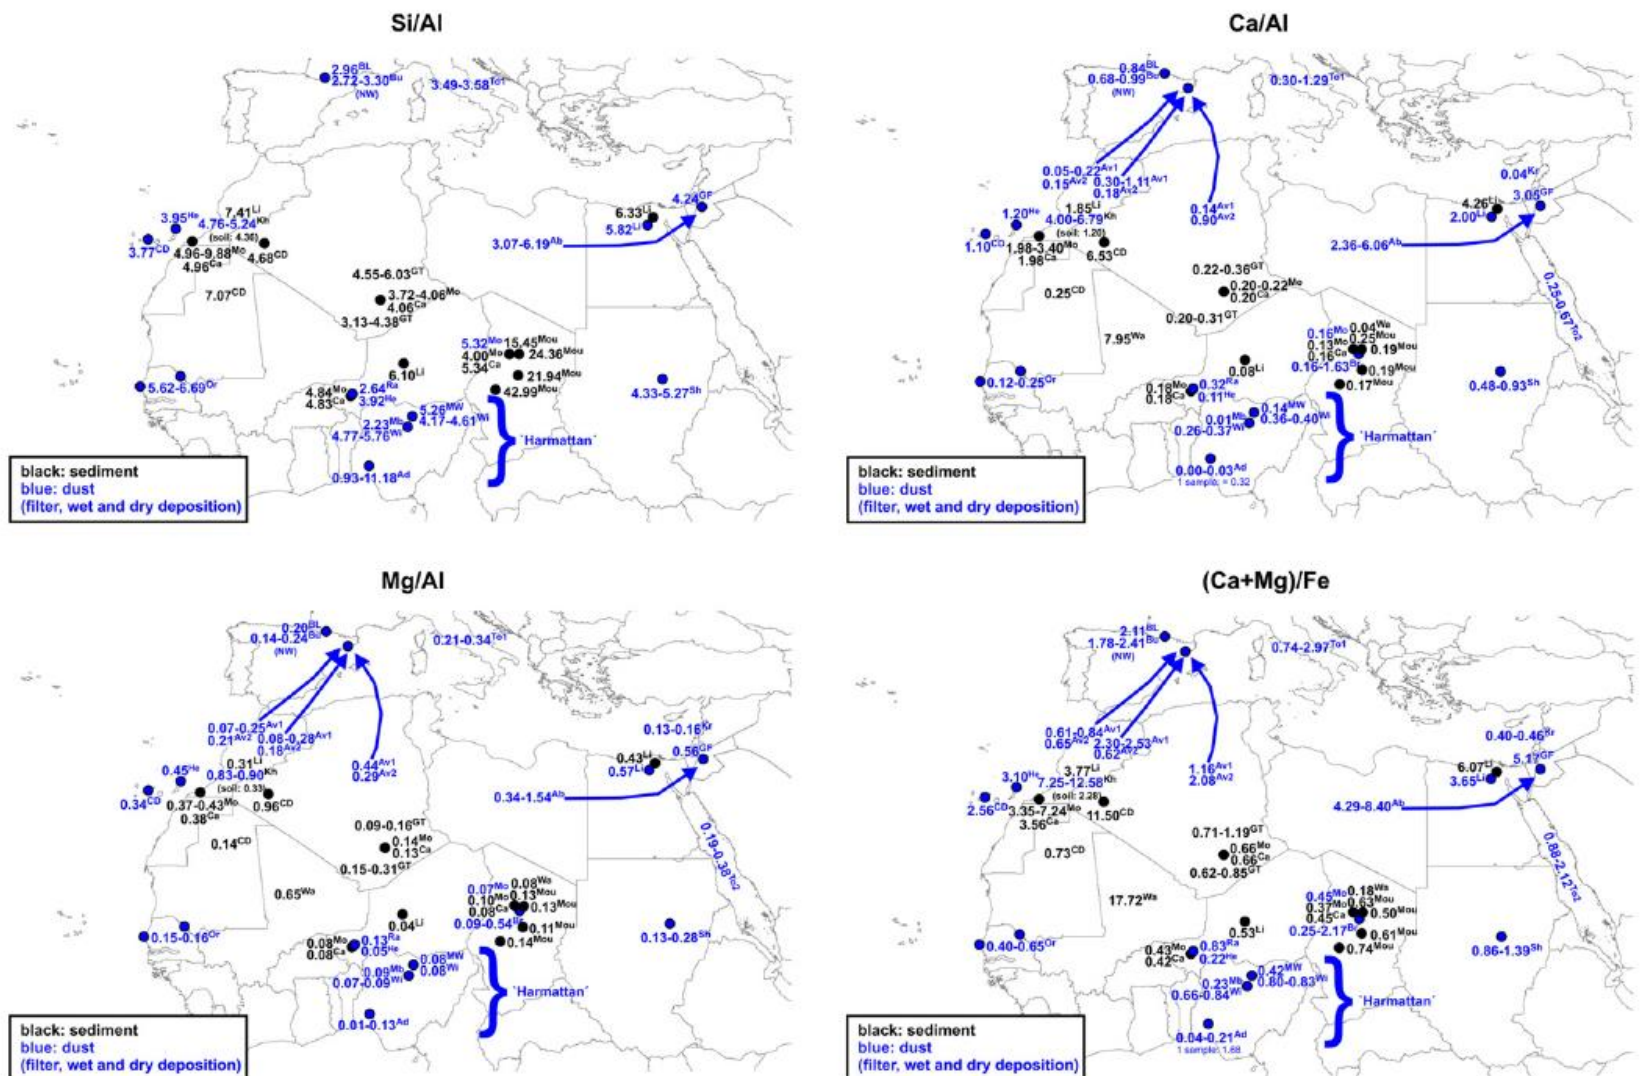 Si/Al
2.96BL
2.72-3.30Bu
(NW)
3.49-3.58To1
4.24GF
6.33Li
5.82Li
3.07-6.19Ab
7.41Li
3.95He
4.76-5.24Kh
(soil: 4.36)
3.77CD
4.96-9.88Mo
4.96Ca
4.68CD
4.55-6.03GT
7.07CD
3.72-4.06Mo
4.06Ca
3.13-4.38GT
5.32Mo 15.45Mou
4.00Mo 24.36Mou
5.34Ca
6.10Li
21.94Mou
5.62-6.69Or
4.84Mo 2.64Ra
4.83Ca 3.92He
42.99Mou
4.33-5.27Sh
5.26MW
2.23Mb 4.17-4.61Wi
4.77-5.76Wi
´Harmattan´
0.93-11.18Ad
black: sediment
blue: dust
(filter, wet and dry deposition)
Ca/Al
0.84BL
0.68-0.99Bu
(NW)
0.30-1.29To1
0.05-0.22Av1
0.15Av2 0.30-1.11Av1
0.18Av2
0.04Kr
3.05GF
4.26Li
2.00Li
0.14Av1
0.90Av2
1.85Li
1.20He 4.00-6.79Kh
(soil: 1.20)
1.10CD 1.98-3.40Mo
1.98Ca 6.53CD
2.36-6.06Ab
0.22-0.36GT
0.25CD
0.20-0.22Mo
0.20Ca
0.20-0.31GT
0.25-0.67To2
7.95Wa
0.16Mo 0.04Wa
0.13Mo 0.25Mou
0.16Ca 0.19Mou
0.16-1.63B
0.19Mou
0.08Li
0.17Mou
0.12-0.25Or
0.18Mo 0.32Ra
0.18Ca 0.11He
0.48-0.93Sh
0.14MW
0.01Mb 0.36-0.40Wi
0.26-0.37Wi
´Harmattan´
0.00-0.03Ad
1 sample: = 0.32
black: sediment
blue: dust
(filter, wet and dry deposition)
Mg/Al
0.20BL
0.14-0.24Bu
(NW)
0.21-0.34To1
0.07-0.25Av1
0.21Av2 0.08-0.28Av1
0.18Av2
0.13-0.16Kr
0.56GF
0.43Li
0.57Li
0.44Av1
0.29Av2
0.31Li
0.45He 0.83-0.90Kh
(soil: 0.33)
0.34CD 0.37-0.43Mo
0.38Ca 0.96CD
0.34-1.54Ab
0.09-0.16GT
0.14CD
0.14Mo
0.13Ca
0.15-0.31GT
0.19-0.38To2
0.65Wa
0.07Mo 0.08Wa
0.10Mo 0.13Mou
0.08Ca 0.13Mou
0.09-0.54B
0.11Mou
0.04Li
0.14Mou
0.15-0.16Or
0.08Mo 0.13Ra
0.08Ca 0.05He
0.13-0.28Sh
0.08MW
0.09Mb 0.08Wi
0.07-0.09Wi
´Harmattan´
0.01-0.13Ad
black: sediment
blue: dust
(filter, wet and dry deposition)
(Ca+Mg)/Fe
2.11BL
1.78-2.41Bu
(NW)
0.74-2.97To1
0.61-0.84Av1
0.65Av2 2.30-2.53Av1
0.62Av2
0.40-0.46Kr
5.17GF
6.07Li
3.65Li
1.16Av1
2.08Av2
3.77Li
3.10He 7.25-12.58Kh
(soil: 2.28)
2.56CD 3.35-7.24Mo
3.56Ca 11.50CD
4.29-8.40Ab
0.71-1.19GT
0.73CD
0.66Mo
0.66Ca
0.62-0.85GT
0.88-2.12To2
17.72Wa
0.45Mo 0.18Wa
0.37Mo 0.63Mou
0.45Ca 0.50Mou
0.25-2.17B
0.61Mou
0.53Li
0.74Mou
0.40-0.65Or
0.43Mo 0.83Ra
0.42Ca 0.22He
0.86-1.39Sh
0.42MW
0.23Mb 0.80-0.83Wi
0.66-0.84Wi
´Harmattan´
0.04-0.21Ad
1 sample: 1.68
black: sediment
blue: dust
(filter, wet and dry deposition)